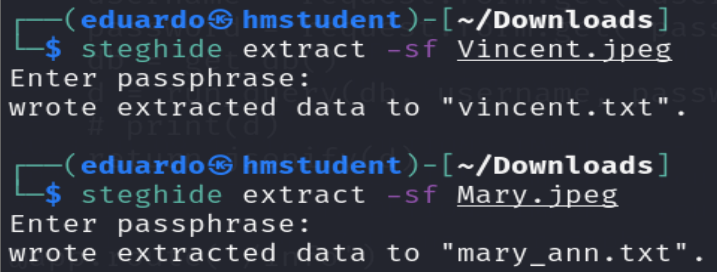 ┌──(eduardo㉿hmstudent)-[~/Downloads]
└─$ steghide extract -sf Vincent.jpeg
Enter passphrase:
wrote extracted data to "vincent.txt".
┌──(eduardo㉿hmstudent)-[~/Downloads]
└─$ steghide extract -sf Mary.jpeg
Enter passphrase:
wrote extracted data to "mary_ann.txt".